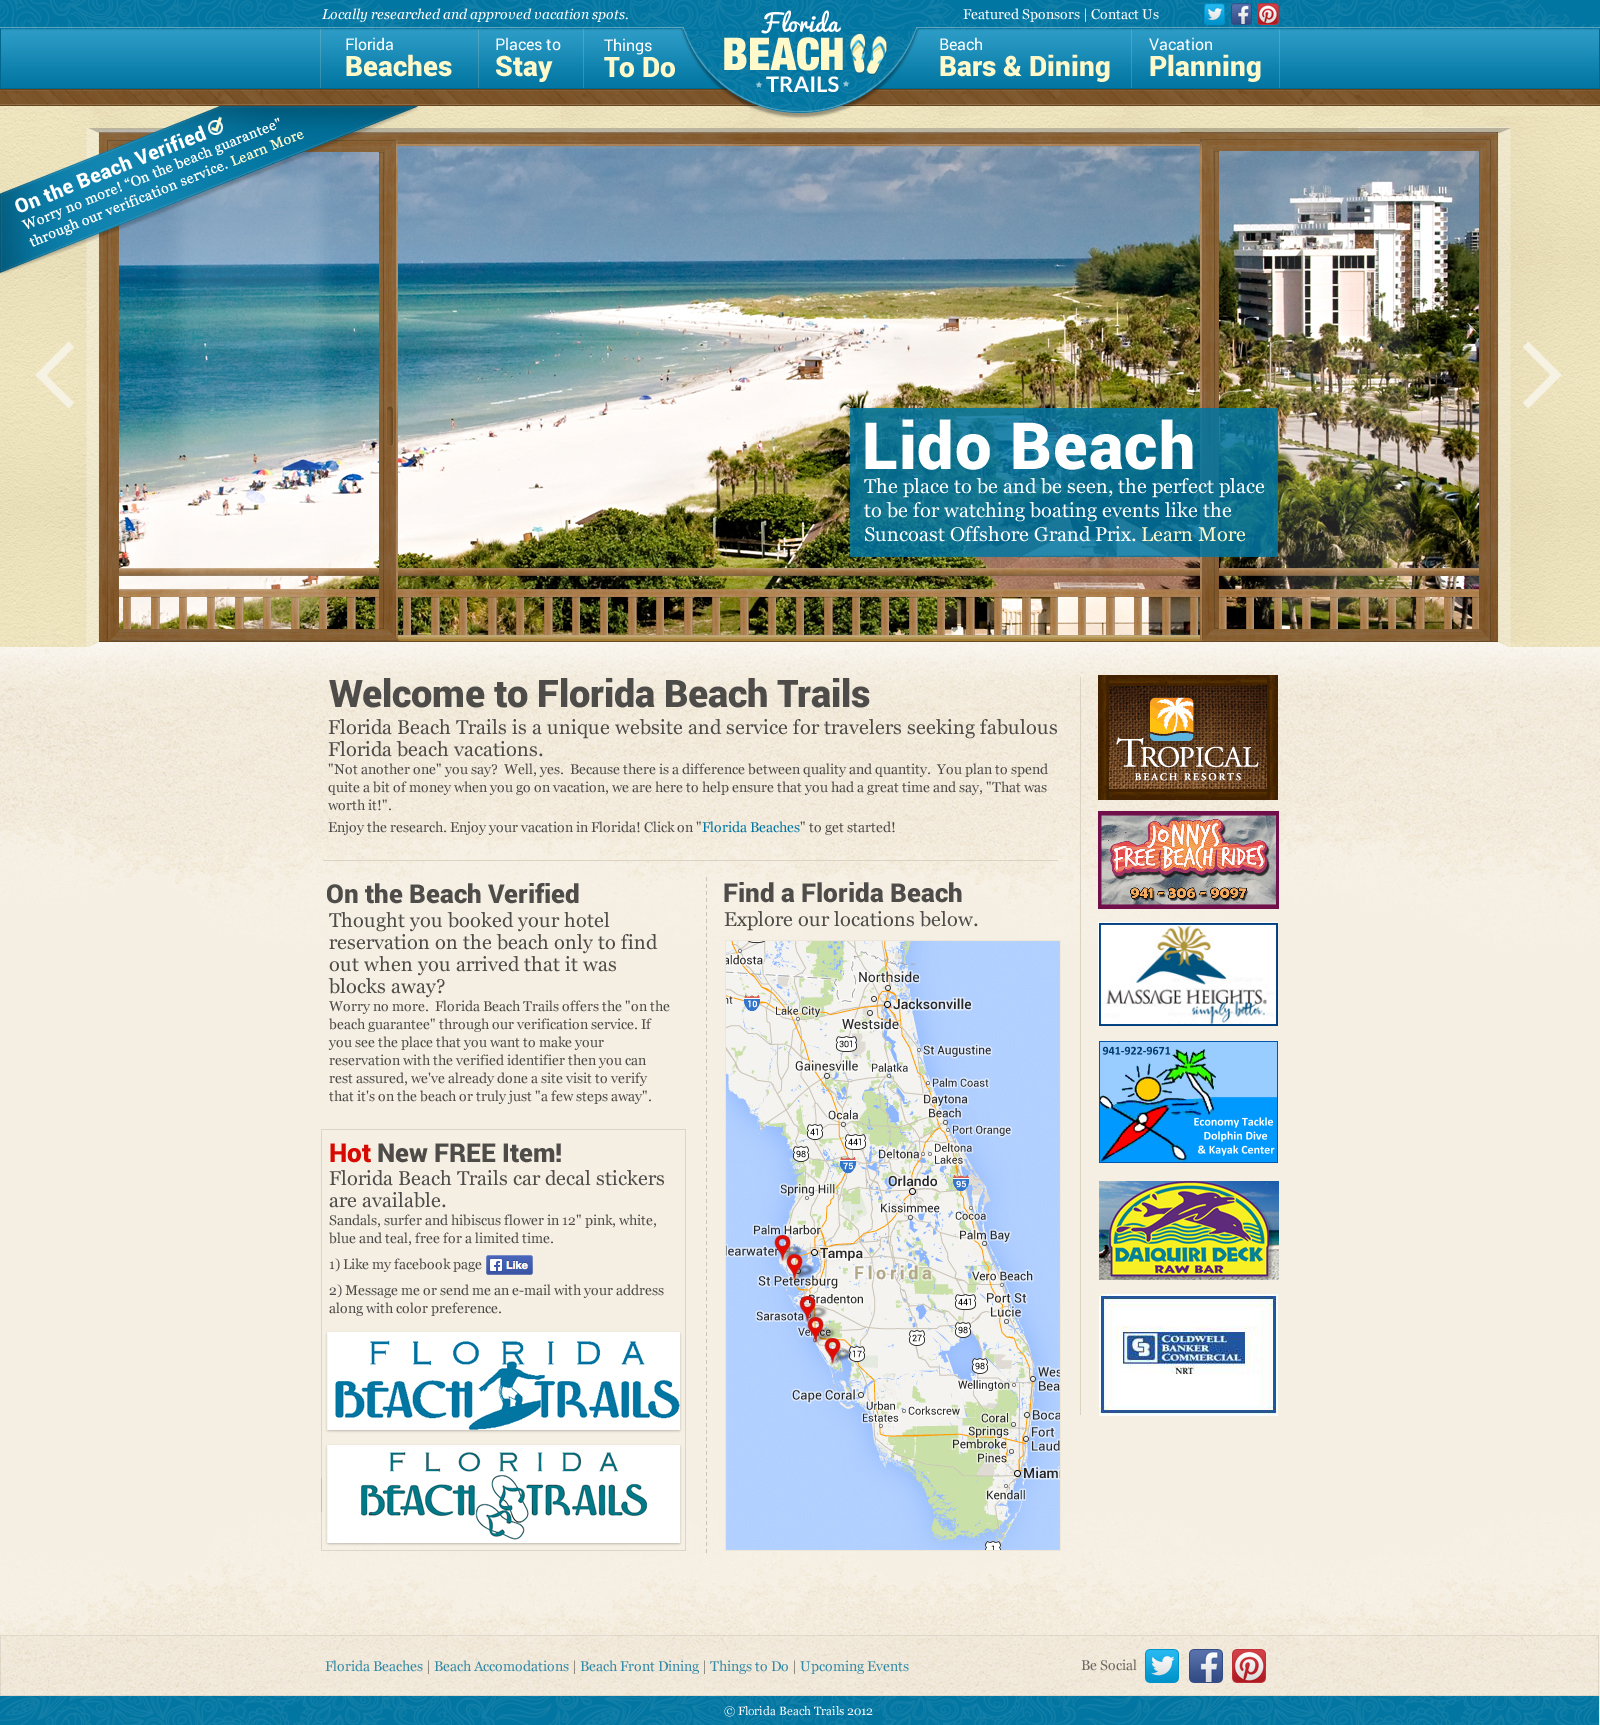 Locally researched and approved vacation spots.
Featured Sponsors | Contact Us
Florida
Beaches
Places to
Stay
Things
To Do
Florida
BEACH
TRAILS
Beach
Bars & Dining
Vacation
Planning
On the Beach Verified
Worry no more! "On the beach guarantee"
through our verification service. Learn More
Lido Beach
The place to be and be seen, the perfect place
to be for watching boating events like the
Suncoast Offshore Grand Prix. Learn More
Welcome to Florida Beach Trails
Florida Beach Trails is a unique website and service for travelers seeking fabulous
Florida beach vacations.
"Not another one" you say?  Well, yes.  Because there is a difference between quality and quantity.  You plan to spend
quite a bit of money when you go on vacation, we are here to help ensure that you had a great time and say, "That was
worth it!".
Enjoy the research. Enjoy your vacation in Florida! Click on "Florida Beaches" to get started!
On the Beach Verified
Thought you booked your hotel
reservation on the beach only to find
out when you arrived that it was
blocks away?
Worry no more.  Florida Beach Trails offers the "on the
beach guarantee" through our verification service. If
you see the place that you want to make your
reservation with the verified identifier then you can
rest assured, we've already done a site visit to verify
that it's on the beach or truly just "a few steps away".
Hot New FREE Item!
Florida Beach Trails car decal stickers
are available.
Sandals, surfer and hibiscus flower in 12" pink, white,
blue and teal, free for a limited time.
1) Like my facebook page Like
2) Message me or send me an e-mail with your address
along with color preference.
FLORIDA
BEACH TRAILS
FLORIDA
BEACH TRAILS
Find a Florida Beach
Explore our locations below.
aldosta
Northside
nt
10
Lake City
Jacksonville
Westside
301
St Augustine
Gainesville
Palatka
Palm Coast
Daytona
Beach
Ocala
41
441
Port Orange
98
75
Deltona
Deltona
Lakes
Spring Hill
Orlando
95
Kissimmee
Cocoa
Palm Harbor
Palm Bay
learwater
Tampa
Florida
St Petersburg
Vero Beach
Bradenton
441
Port St
Lucie
Sarasota
Venice
27
98
17
98
Wes
Bea
Wellington
Cape Coral
Urban
Estates
Corkscrew
Coral
Springs
Boca
Fort
Laud
Pembroke
Pines
Miami
Kendall
1
TROPICAL
BEACH RESORTS
JONNYS
FREE BEACH RIDES
941 - 306 - 9097
MASSAGE HEIGHTS
simply better.
941-922-9671
Economy Tackle
Dolphin Dive
& Kayak Center
DAIQUIRI DECK
RAW BAR
COLDWELL
BANKER
COMMERCIAL
NRT
Florida Beaches | Beach Accomodations | Beach Front Dining | Things to Do | Upcoming Events
Be Social
© Florida Beach Trails 2012